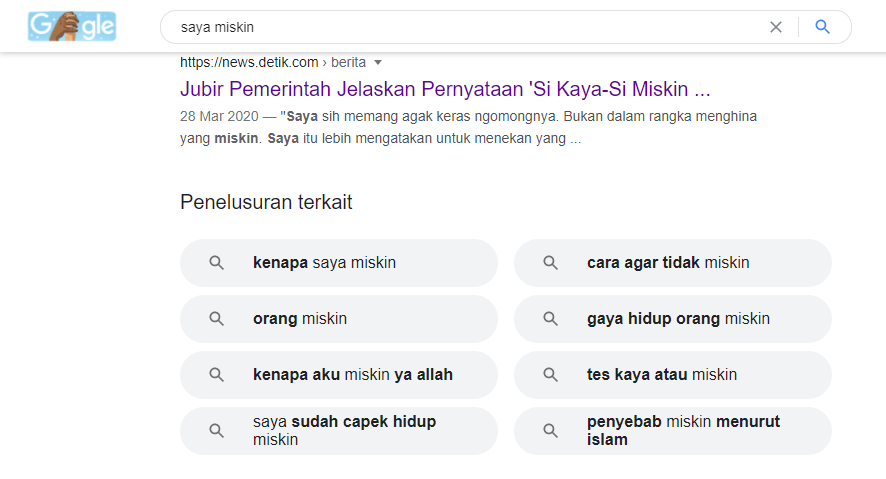 Google
saya miskin
https://news.detik.com › berita
Jubir Pemerintah Jelaskan Pernyataan 'Si Kaya-Si Miskin ...
28 Mar 2020 — "Saya sih memang agak keras ngomongnya. Bukan dalam rangka menghina
yang miskin. Saya itu lebih mengatakan untuk menekan yang ...
Penelusuran terkait
kenapa saya miskin
cara agar tidak miskin
orang miskin
gaya hidup orang miskin
kenapa aku miskin ya allah
tes kaya atau miskin
saya sudah capek hidup
miskin
penyebab miskin menurut
islam